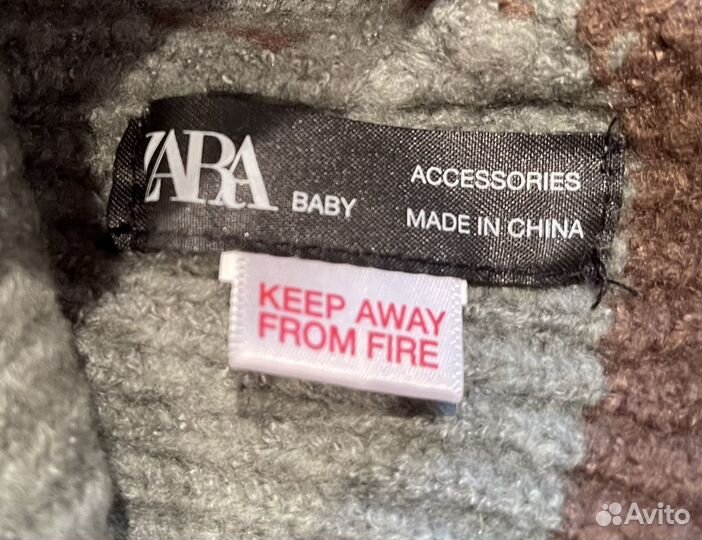 ZARA BABY
ACCESSORIES
MADE IN CHINA
KEEP AWAY
FROM FIRE
Avito